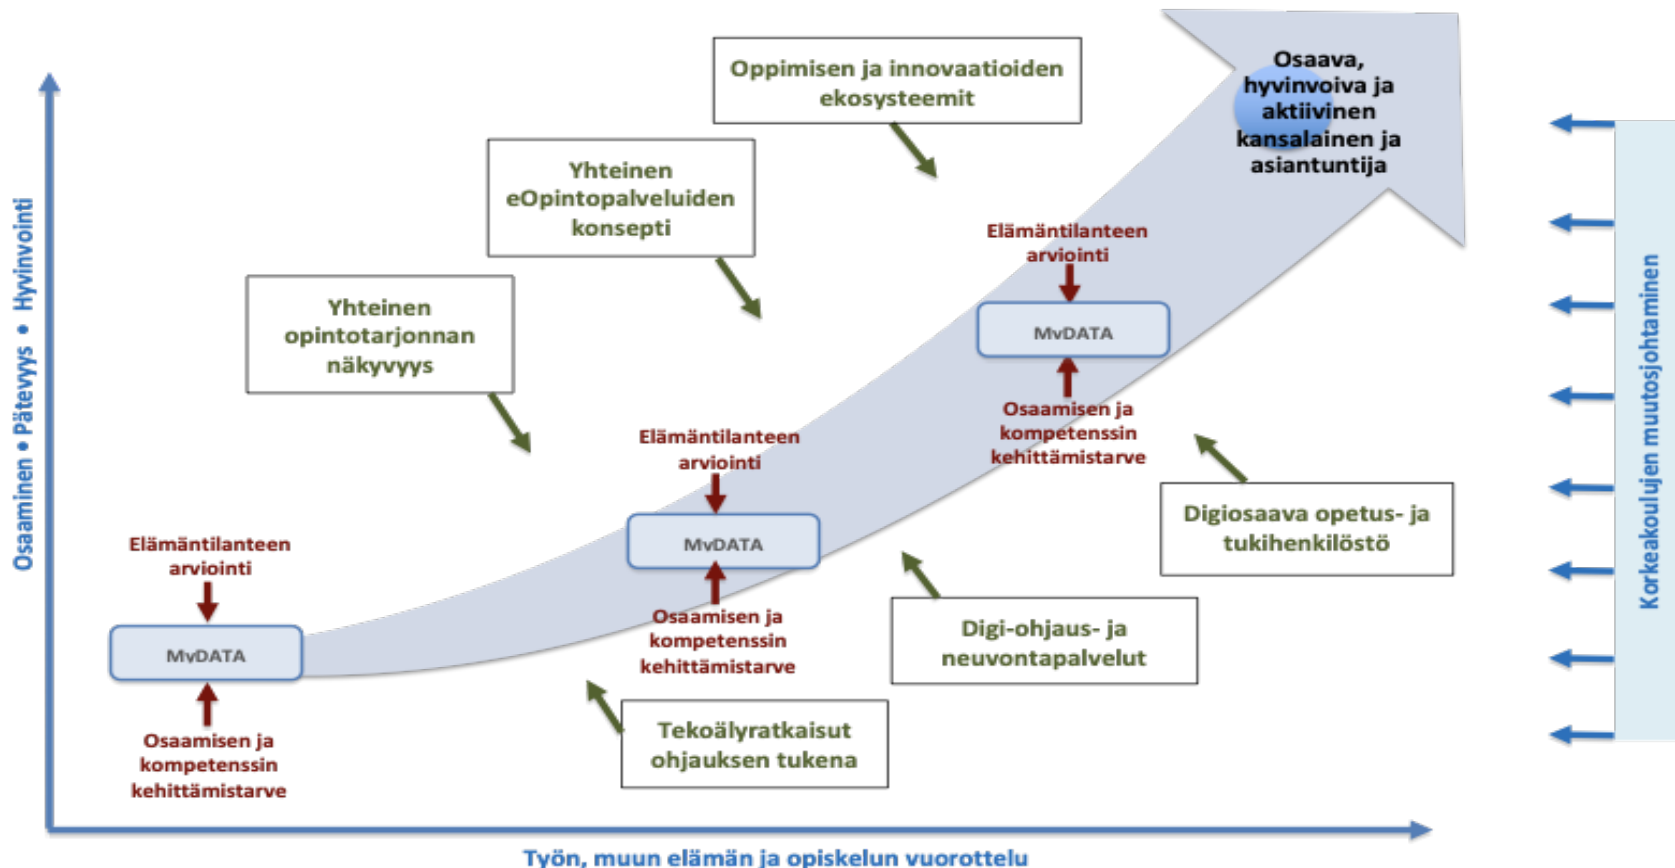 Oppimisen ja innovaatioiden
ekosysteemit
Osaava,
hyvinvoiva ja
aktiivinen
kansalainen ja
asiantuntija
Yhteinen
eOpintopalveluiden
konsepti
Yhteinen
opintotarjonnan
näkyvyys
Elämäntilanteen
arviointi
MyDATA
Osaamisen ja
kompetenssin
kehittämistarve
Elämäntilanteen
arviointi
MyDATA
Osaamisen ja
kompetenssin
kehittämistarve
Elämäntilanteen
arviointi
MyDATA
Osaamisen ja
kompetenssin
kehittämistarve
Digiosaava opetus- ja
tukihenkilöstö
Digi-ohjaus- ja
neuvontapalvelut
Tekoälyratkaisut
ohjauksen tukena
Osaaminen • Pätevyys • Hyvinvointi
Korkeakoulujen muutosjohtaminen
Työn, muun elämän ja opiskelun vuorottelu